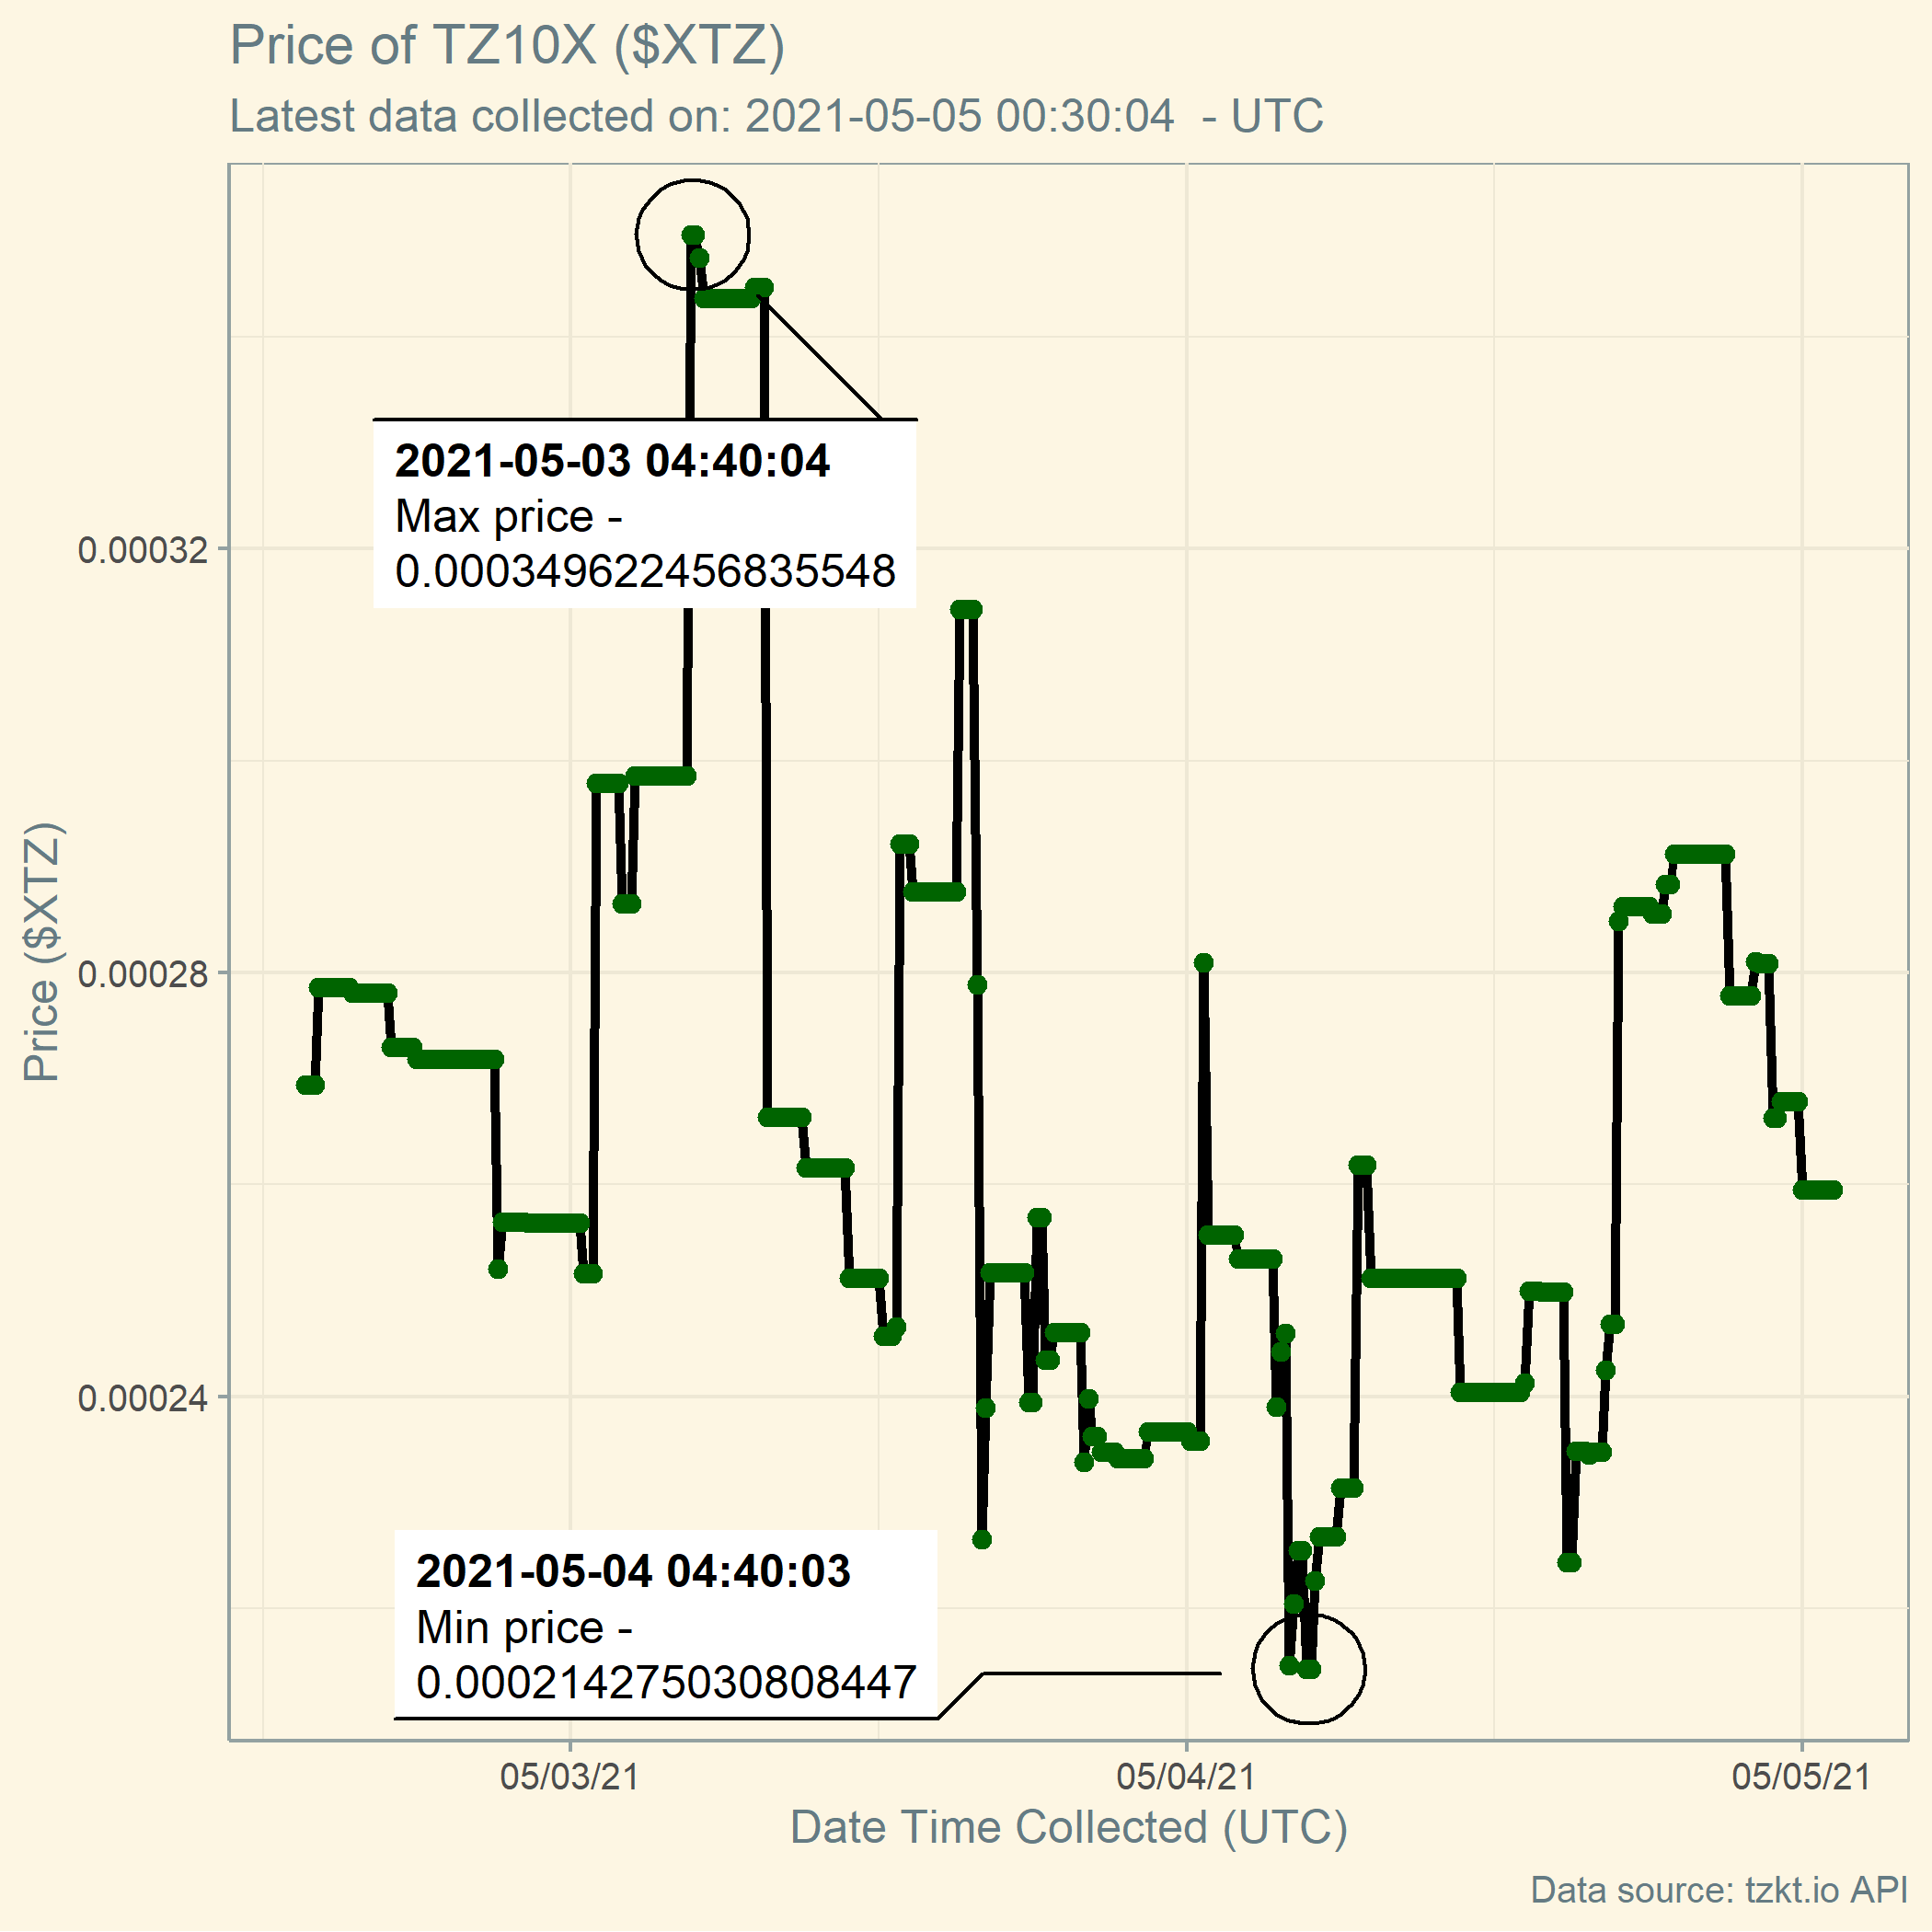 Price of TZ10X ($XTZ)
Latest data collected on: 2021-05-05 00:30:04  - UTC
2021-05-03 04:40:04
Max price -
0.000349622456835548
0.00032
Price ($XTZ)
0.00028
0.00024
2021-05-04 04:40:03
Min price -
0.000214275030808447
05/03/21
05/04/21
05/05/21
Date Time Collected (UTC)
Data source: tzkt.io API